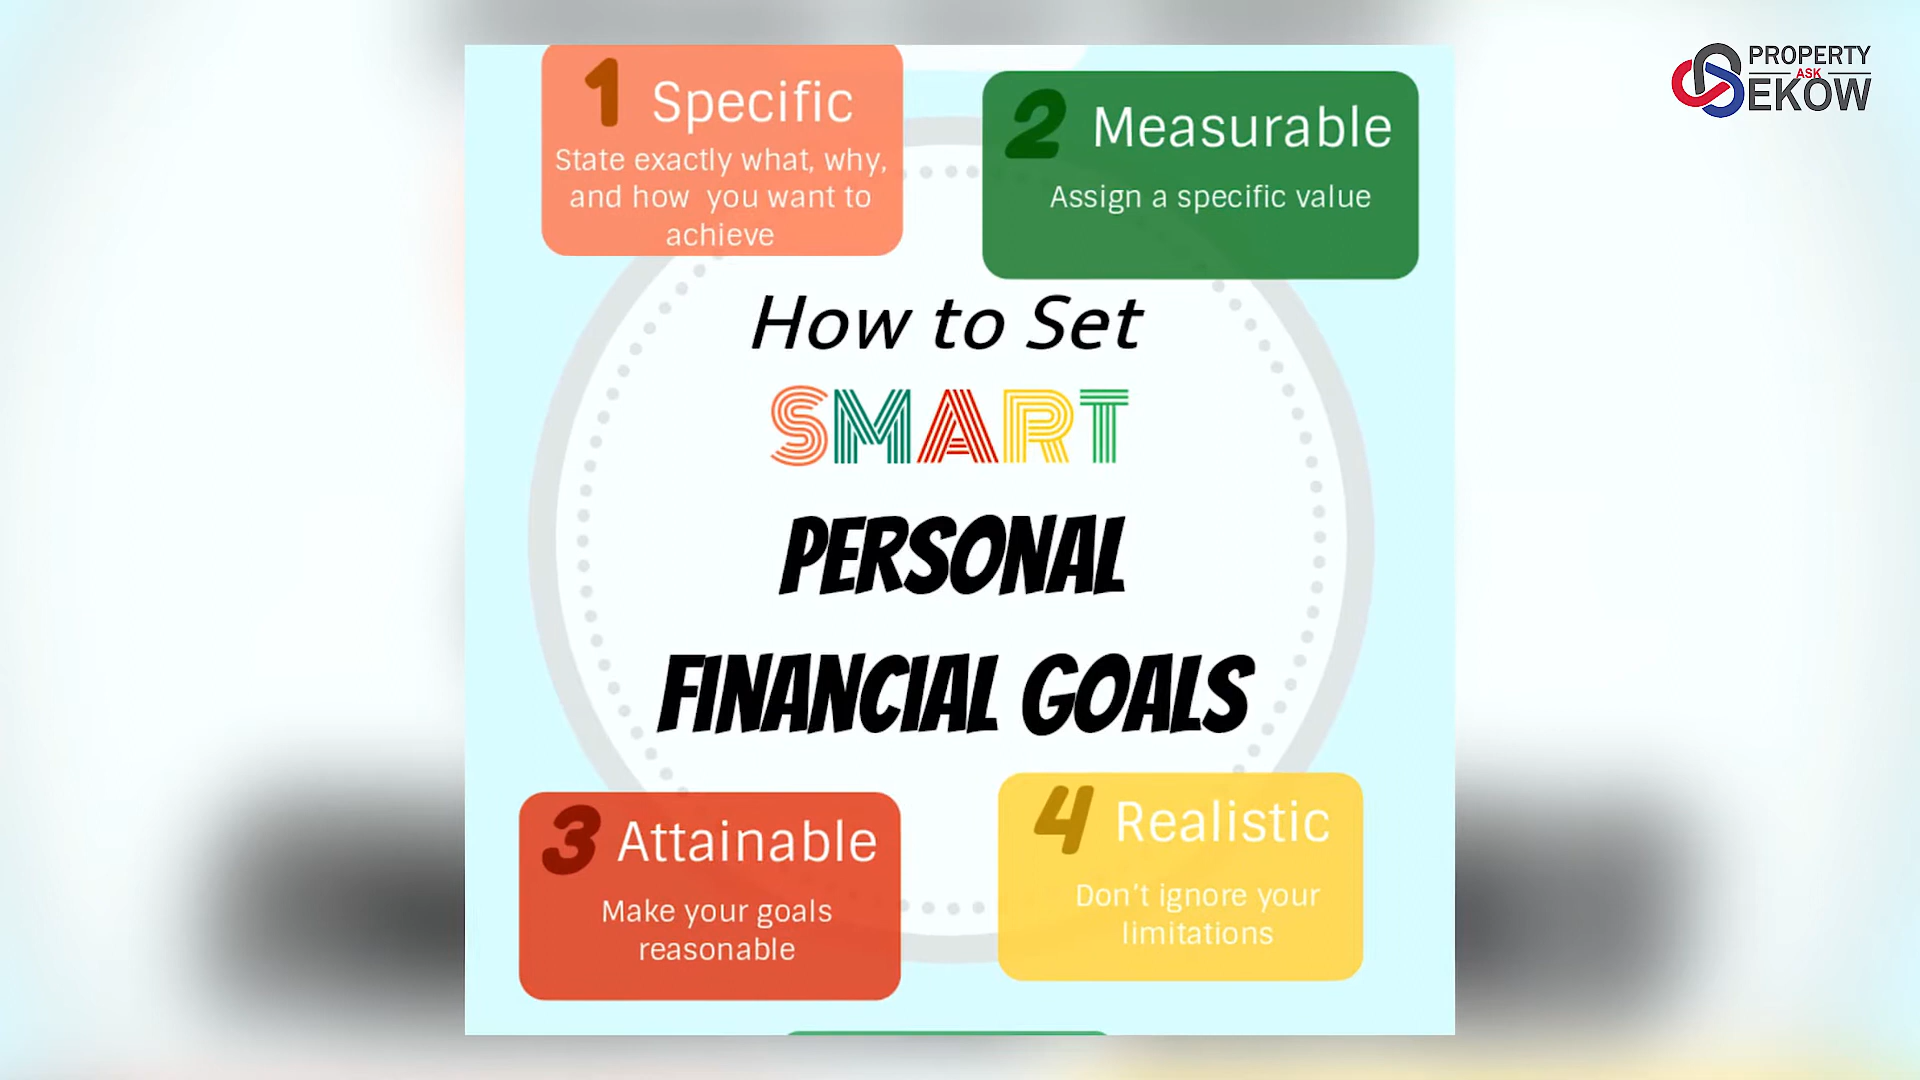 PROPERTY
ASK
SEKOW
1 Specific
State exactly what, why,
and how you want to
achieve
2 Measurable
Assign a specific value
How to Set
SMART
PERSONAL
FINANCIAL GOALS
3 Attainable
Make your goals
reasonable
4 Realistic
Don't ignore your
limitations